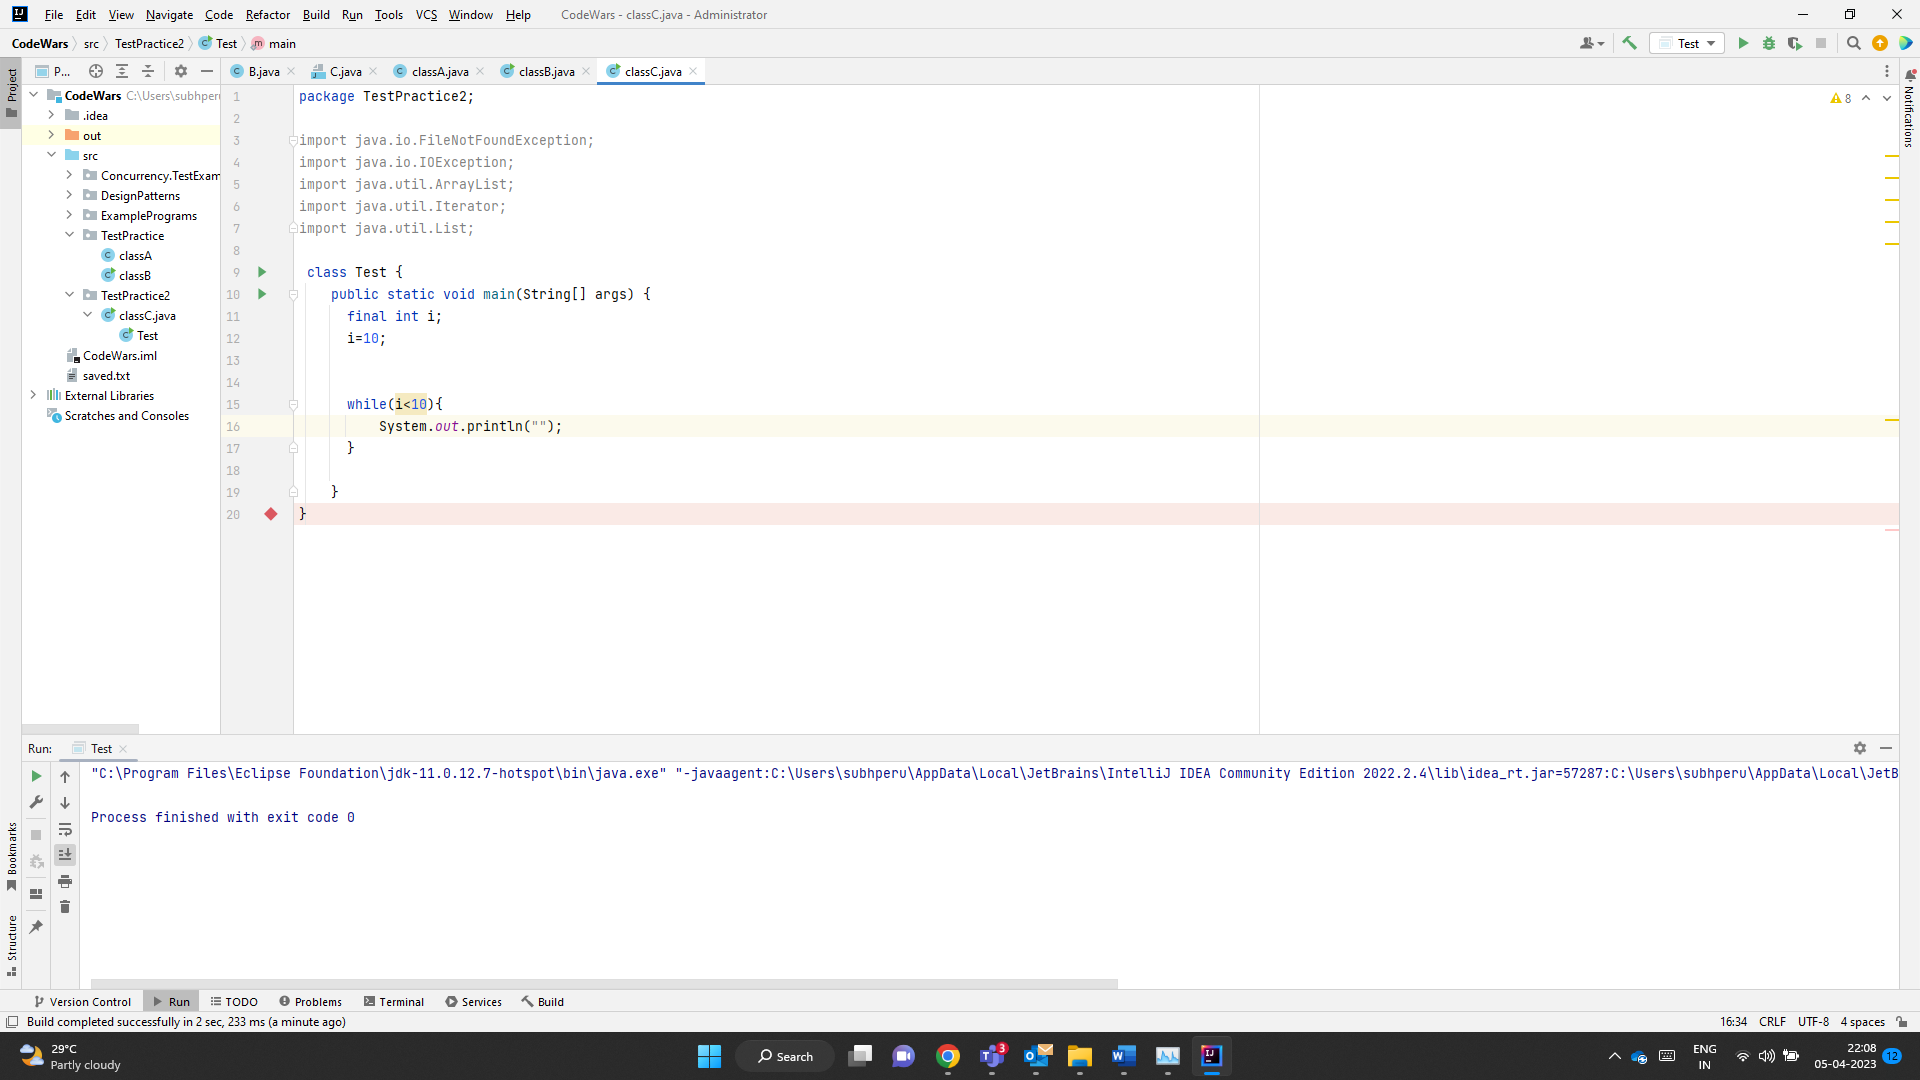 File Edit View Navigate Code Refactor Build Run Tools VCS Window Help CodeWars - classC.java - Administrator
CodeWars src TestPractice2 Test main
Test
P...
B.java C.java classA.java classB.java classC.java
Project
Notifications
CodeWars C:\Users\subhperu
.idea
out
src
Concurrency.TestExam
DesignPatterns
ExamplePrograms
TestPractice
classA
classB
TestPractice2
classC.java
Test
CodeWars.iml
saved.txt
External Libraries
Scratches and Consoles
8
1 package TestPractice2;
2
3 import java.io.FileNotFoundException;
4 import java.io.IOException;
5 import java.util.ArrayList;
6 import java.util.Iterator;
7 import java.util.List;
8
9 class Test {
10 public static void main(String[] args) {
11 final int i;
12 i=10;
13
14
15 while(i<10){
16 System.out.println("");
17 }
18
19 }
20 }
Run: Test
"C:\Program Files\Eclipse Foundation\jdk-11.0.12.7-hotspot\bin\java.exe" "-javaagent:C:\Users\subhperu\AppData\Local\JetBrains\IntelliJ IDEA Community Edition 2022.2.4\lib\idea_rt.jar=57287:C:\Users\subhperu\AppData\Local\JetB
Process finished with exit code 0
Bookmarks
Structure
Version Control Run TODO Problems Terminal Services Build
Build completed successfully in 2 sec, 233 ms (a minute ago) 16:34 CRLF UTF-8 4 spaces
29°C
Partly cloudy
Search
3
ENG
IN
22:08
05-04-2023
12